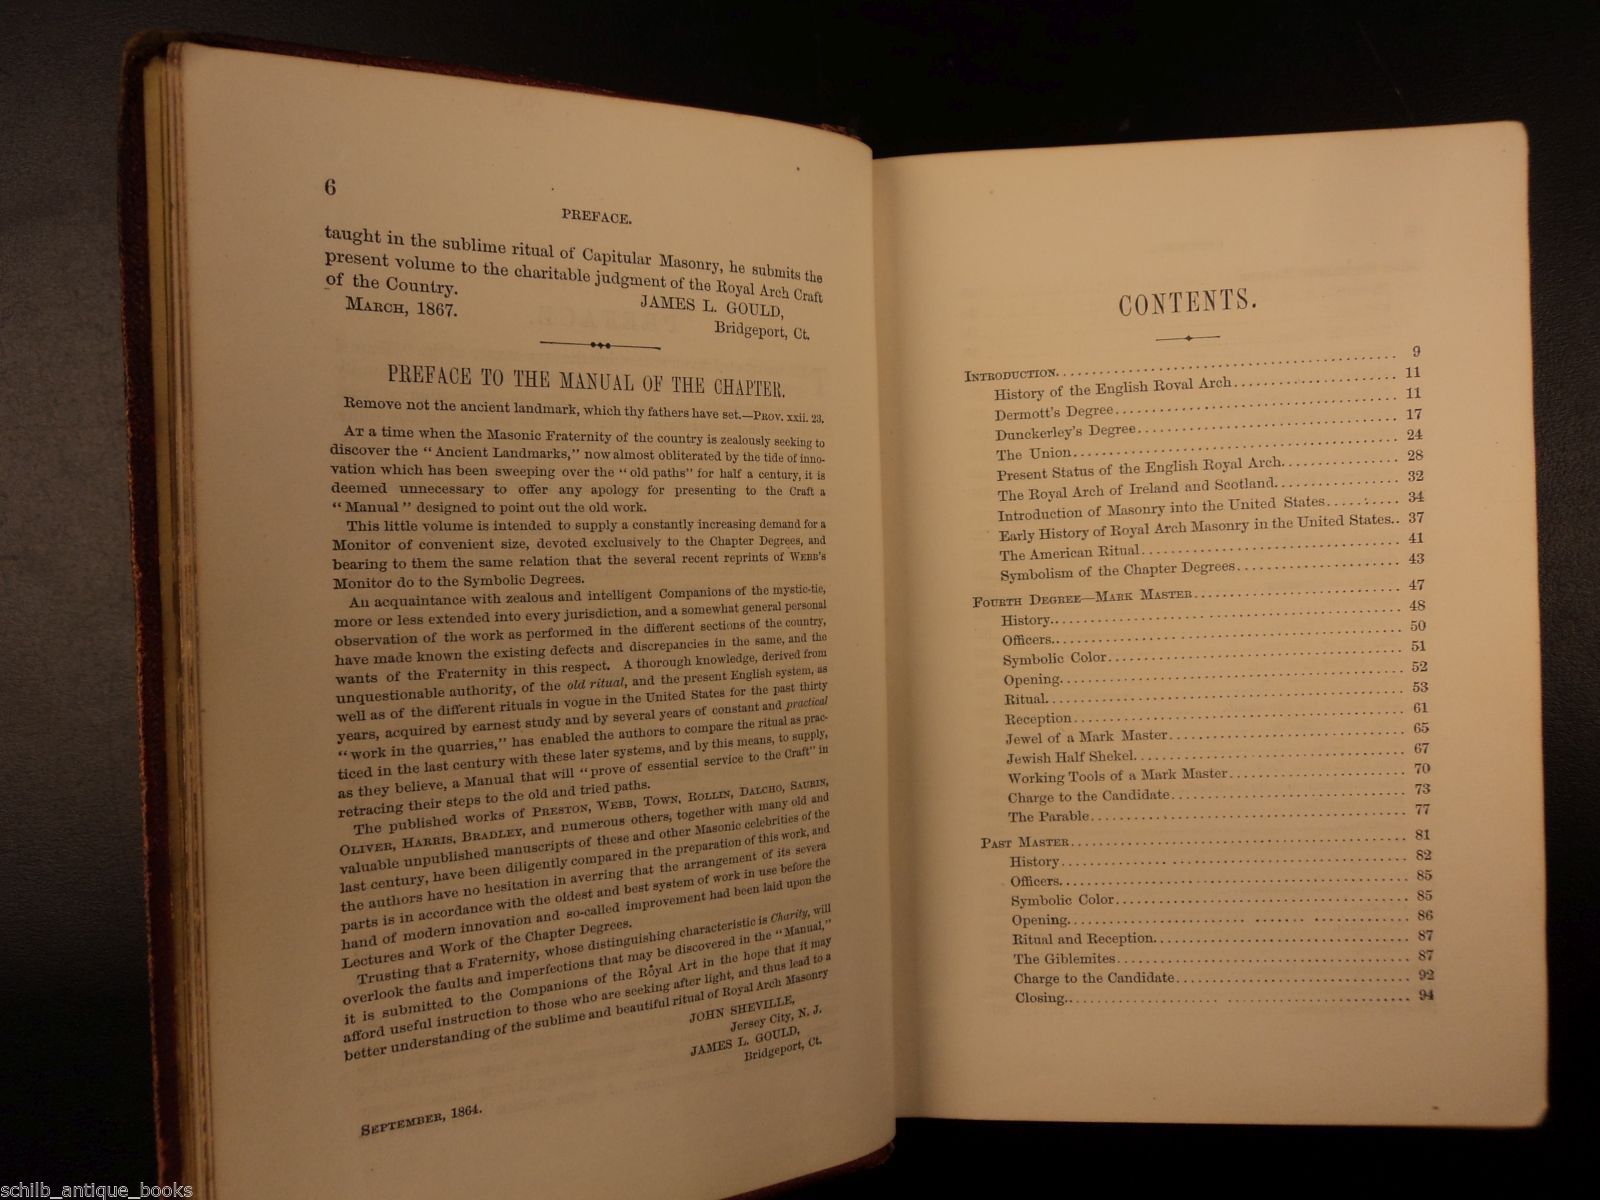 6
PREFACE.
taught in the sublime ritual of Capitular Masonry, he submits the
present volume to the charitable judgment of the Royal Arch Craft
of the Country.
JAMES L. GOULD,
MARCH, 1867.
Bridgeport, Ct.
PREFACE TO THE MANUAL OF THE CHAPTER.
Remove not the ancient landmark, which thy fathers have set.—PROV. xxii. 23.
AT a time when the Masonic Fraternity of the country is zealously seeking to
discover the "Ancient Landmarks," now almost obliterated by the tide of inno-
vation which has been sweeping over the "old paths" for half a century, it is
deemed unnecessary to offer any apology for presenting to the Craft a
"Manual" designed to point out the old work.
This little volume is intended to supply a constantly increasing demand for a
Monitor of convenient size, devoted exclusively to the Chapter Degrees, and
bearing to them the same relation that the several recent reprints of WEBB'S
Monitor do to the Symbolic Degrees.
An acquaintance with zealous and intelligent Companions of the mystic-tie,
more or less extended into every jurisdiction, and a somewhat general personal
observation of the work as performed in the different sections of the country,
have made known the existing defects and discrepancies in the same, and the
wants of the Fraternity in this respect. A thorough knowledge, derived from
unquestionable authority, of the old ritual, and the present English system, as
well as of the different rituals in vogue in the United States for the past thirty
years, acquired by earnest study and by several years of constant and practical
"work in the quarries," has enabled the authors to compare the ritual as prac-
ticed in the last century with these later systems, and by this means, to supply,
as they believe, a Manual that will "prove of essential service to the Craft" in
retracing their steps to the old and tried paths.
The published works of PRESTON, WEBB, TOWN, ROLLIN, DALCHO, SAURIN,
OLIVER, HARRIS, BRADLEY, and numerous others, together with many old and
valuable unpublished manuscripts of these and other Masonic celebrities of the
last century, have been diligently compared in the preparation of this work, and
the authors have no hesitation in averring that the arrangement of its severa
parts is in accordance with the oldest and best system of work in use before the
hand of modern innovation and so-called improvement had been laid upon the
Lectures and Work of the Chapter Degrees.
Trusting that a Fraternity, whose distinguishing characteristic is Charity, will
overlook the faults and imperfections that may be discovered in the "Manual,"
it is submitted to the Companions of the Royal Art in the hope that it may
afford useful instruction to those who are seeking after light, and thus lead to a
better understanding of the sublime and beautiful ritual of Royal Arch Masonry
JOHN SHEVILLE,
Jersey City, N. J.
JAMES L. GOULD,
Bridgeport, Ct.
SEPTEMBER, 1864.
CONTENTS.
INTRODUCTION 9
History of the English Royal Arch 11
Dermott's Degree 11
Dunckerley's Degree 17
The Union 24
Present Status of the English Royal Arch 28
The Royal Arch of Ireland and Scotland 32
Introduction of Masonry into the United States 34
Early History of Royal Arch Masonry in the United States.. 37
The American Ritual 41
Symbolism of the Chapter Degrees 43
FOURTH DEGREE—MARK MASTER 47
History 48
Officers 50
Symbolic Color 51
Opening 52
Ritual 53
Reception 61
Jewel of a Mark Master 65
Jewish Half Shekel 67
Working Tools of a Mark Master 70
Charge to the Candidate 73
The Parable 77
PAST MASTER 81
History 82
Officers 85
Symbolic Color 85
Opening 86
Ritual and Reception 87
The Giblemites 87
Charge to the Candidate 92
Closing 94
schilb_antique_books